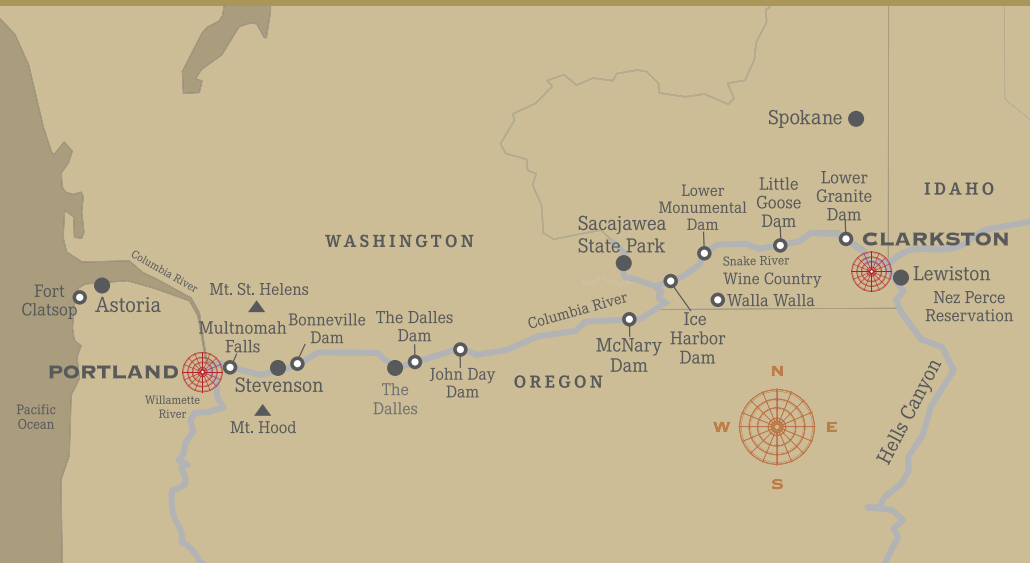 Spokane
IDAHO
Lower
Granite
Dam
Little
Goose
Dam
Lower
Monumental
Dam
Sacajawea
State Park
WASHINGTON
CLARKSTON
Snake River
Wine Country
Walla Walla
Lewiston
Nez Perce
Reservation
Columbia River
Fort
Clatsop
Astoria
Mt. St. Helens
Multnomah
Falls
Bonneville
Dam
The Dalles
Dam
Columbia River
Ice
Harbor
Dam
McNary
Dam
PORTLAND
Stevenson
The
Dalles
John Day
Dam
OREGON
Willamette
River
Pacific
Ocean
Mt. Hood
Hells Canyon
N
W
E
S